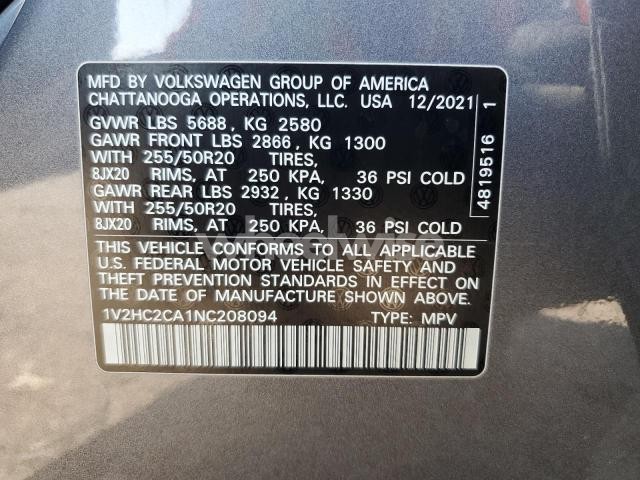 MFD BY VOLKSWAGEN GROUP OF AMERICA
CHATTANOOGA OPERATIONS, LLC. USA 12/2021
GVWR LBS 5688, KG 2580
GAWR FRONT LBS 2866, KG 1300
WITH 255/50R20 TIRES,
8JX20 RIMS, AT 250 KPA, 36 PSI COLD
GAWR REAR LBS 2932, KG 1330
WITH 255/50R20 TIRES,
8JX20 RIMS, AT 250 KPA, 36 PSI COLD
THIS VEHICLE CONFORMS TO ALL APPLICABLE
U.S. FEDERAL MOTOR VEHICLE SAFETY AND
THEFT PREVENTION STANDARDS IN EFFECT ON
THE DATE OF MANUFACTURE SHOWN ABOVE.
1V2HC2CA1NC208094 TYPE: MPV
4819516 1